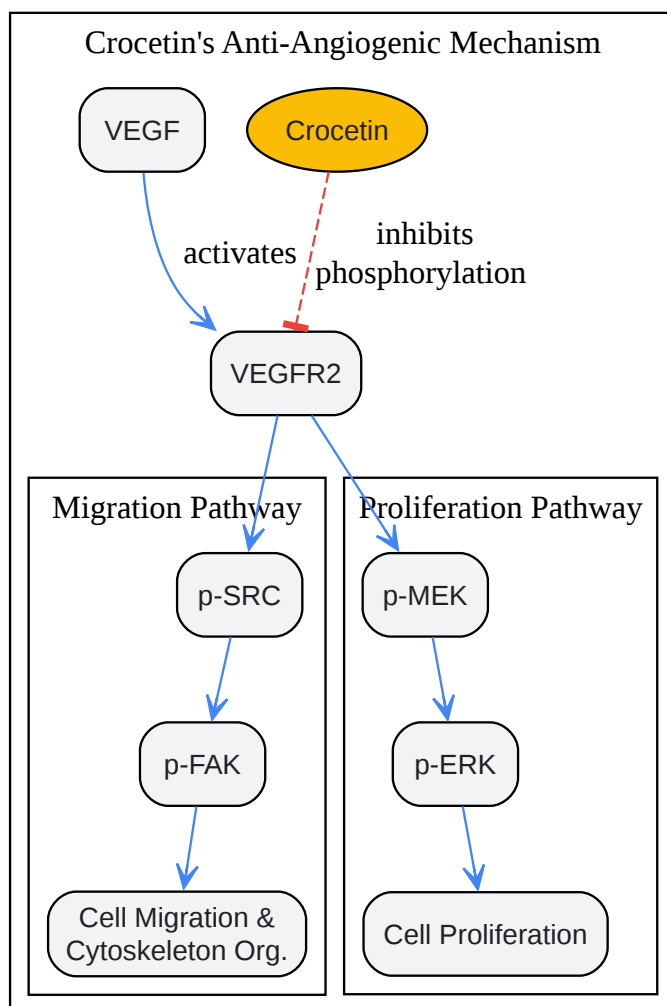 Crocetin's Anti-Angiogenic Mechanism
VEGF
Crocetin
activates
inhibits
phosphorylation
VEGFR2
Migration Pathway
Proliferation Pathway
p-SRC
p-MEK
p-FAK
p-ERK
Cell Migration &
Cytoskeleton Org.
Cell Proliferation